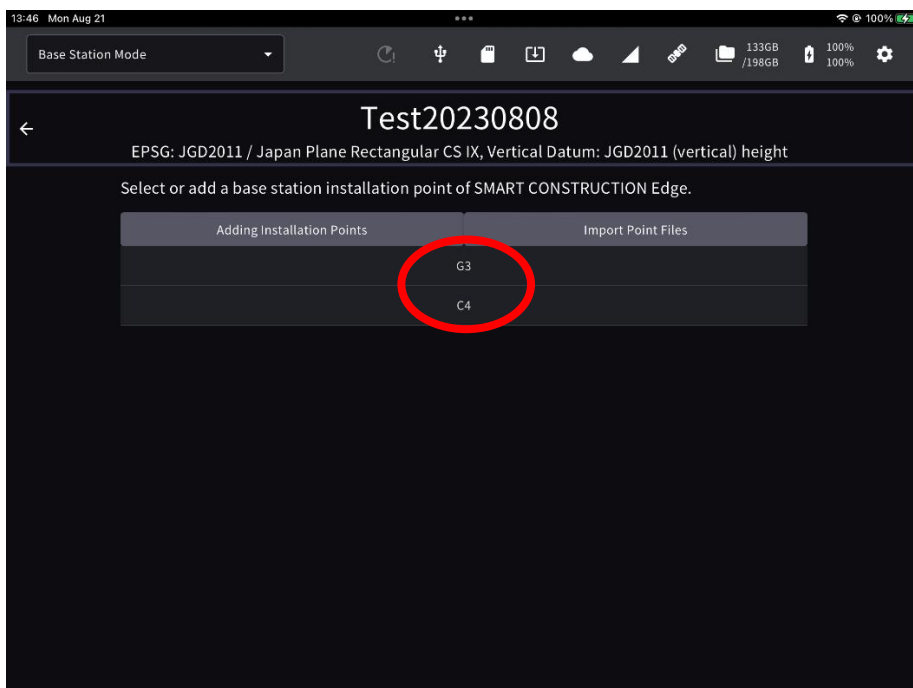 13:46 Mon Aug 21
100%
Base Station Mode
133GB
/198GB
100%
100%
Test20230808
EPSG: JGD2011 / Japan Plane Rectangular CS IX, Vertical Datum: JGD2011 (vertical) height
Select or add a base station installation point of SMART CONSTRUCTION Edge.
Adding Installation Points
Import Point Files
G3
C4